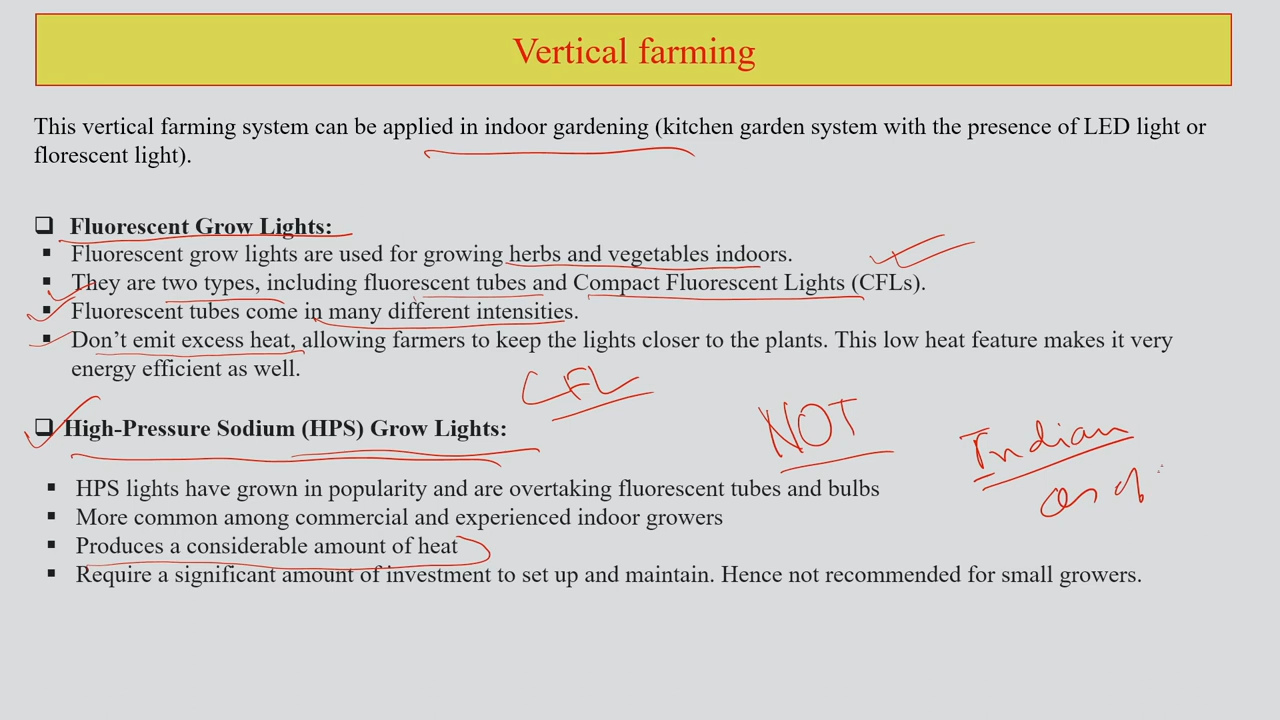 Vertical farming
This vertical farming system can be applied in indoor gardening (kitchen garden system with the presence of LED light or
florescent light).
❑ Fluorescent Grow Lights:
▪ Fluorescent grow lights are used for growing herbs and vegetables indoors.
▪ They are two types, including fluorescent tubes and Compact Fluorescent Lights (CFLs).
▪ Fluorescent tubes come in many different intensities.
▪ Don’t emit excess heat, allowing farmers to keep the lights closer to the plants. This low heat feature makes it very
energy efficient as well.
CFL
NOT
Indian
❑ High-Pressure Sodium (HPS) Grow Lights:
▪ HPS lights have grown in popularity and are overtaking fluorescent tubes and bulbs
▪ More common among commercial and experienced indoor growers
▪ Produces a considerable amount of heat
▪ Require a significant amount of investment to set up and maintain. Hence not recommended for small growers.